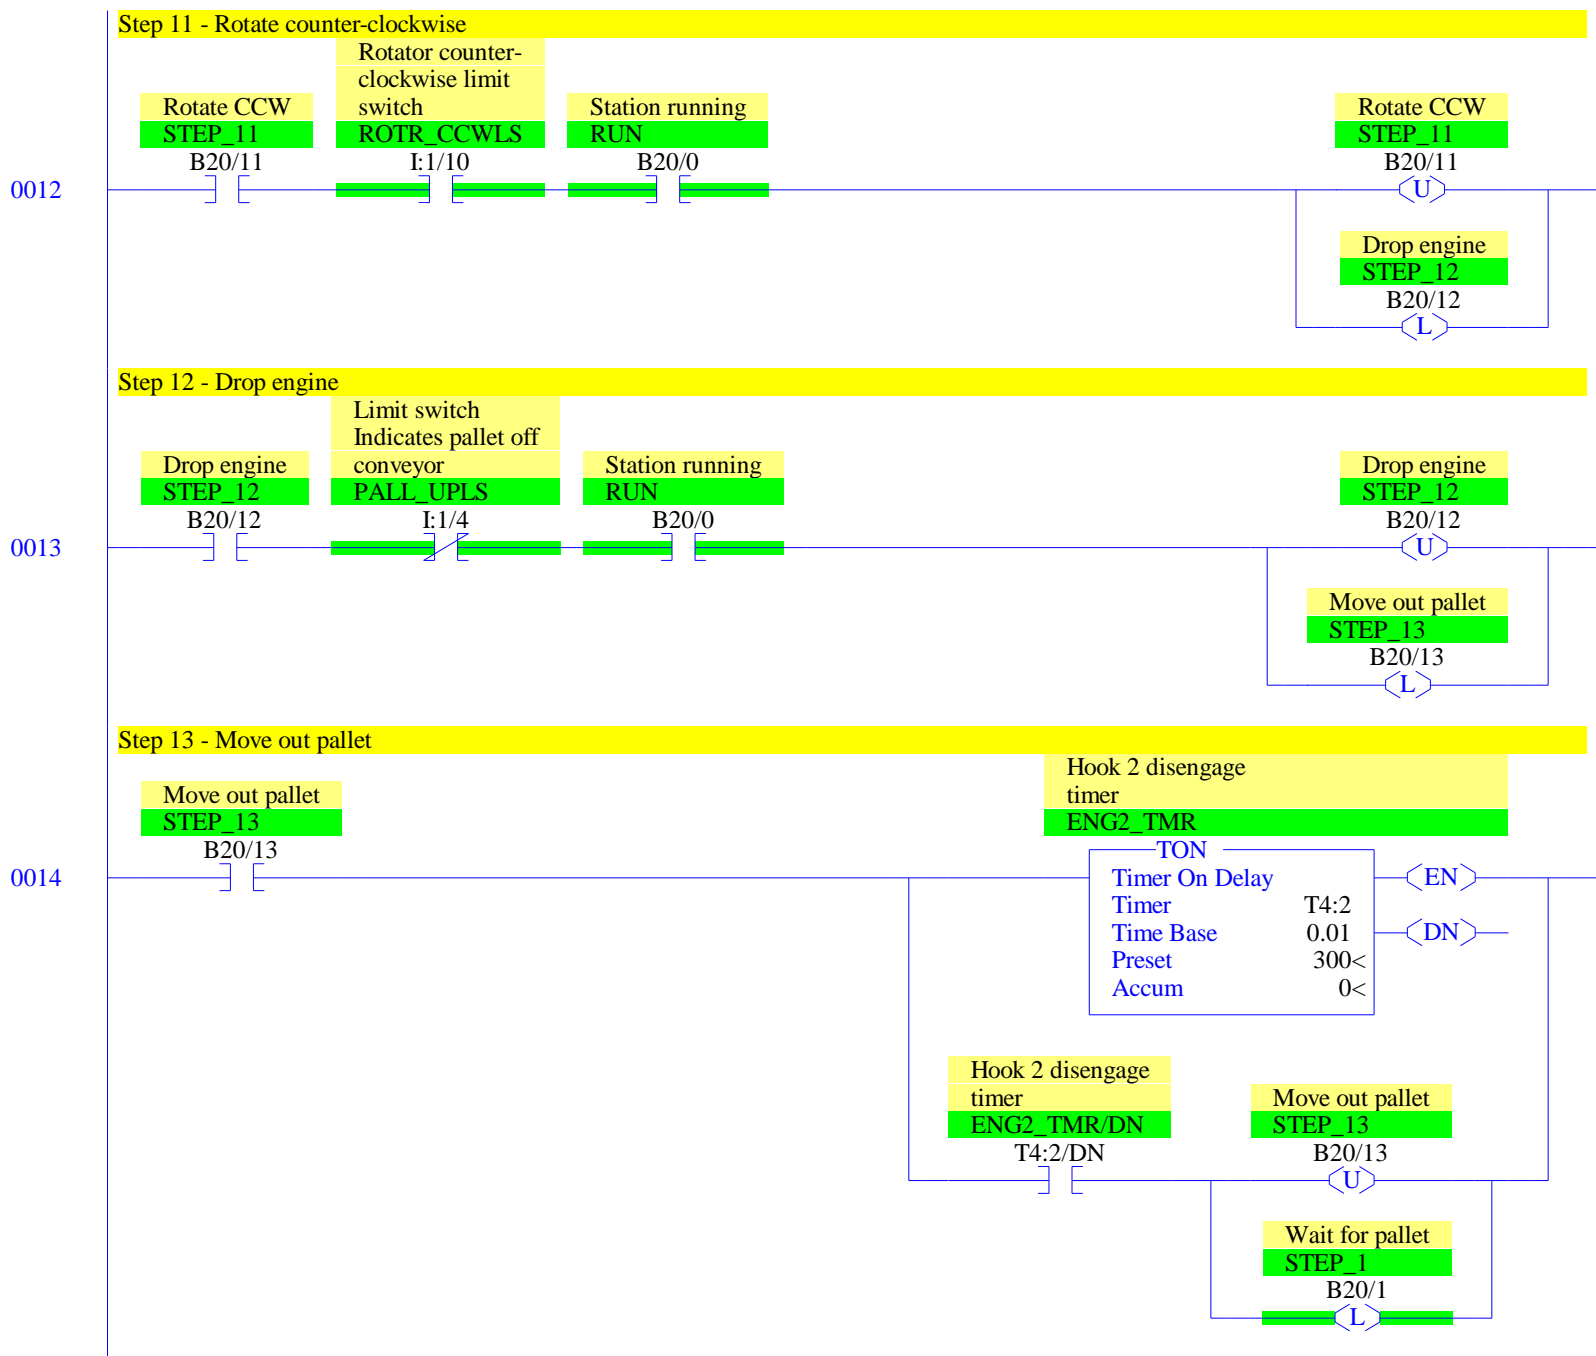 Step 11 - Rotate counter-clockwise
Rotate CCW
STEP_11
B20/11
Rotator counter-
clockwise limit
switch
ROTR_CCWLS
I:1/10
Station running
RUN
B20/0
Rotate CCW
STEP_11
B20/11
0012
U
Drop engine
STEP_12
B20/12
L
Step 12 - Drop engine
Drop engine
STEP_12
B20/12
Limit switch
Indicates pallet off
conveyor
PALL_UPLS
I:1/4
Station running
RUN
B20/0
Drop engine
STEP_12
B20/12
0013
U
Move out pallet
STEP_13
B20/13
L
Step 13 - Move out pallet
Move out pallet
STEP_13
B20/13
0014
Hook 2 disengage
timer
ENG2_TMR
TON
Timer On Delay
Timer T4:2
Time Base 0.01
Preset 300<
Accum 0<
EN
DN
Hook 2 disengage
timer
ENG2_TMR/DN
T4:2/DN
Move out pallet
STEP_13
B20/13
U
Wait for pallet
STEP_1
B20/1
L